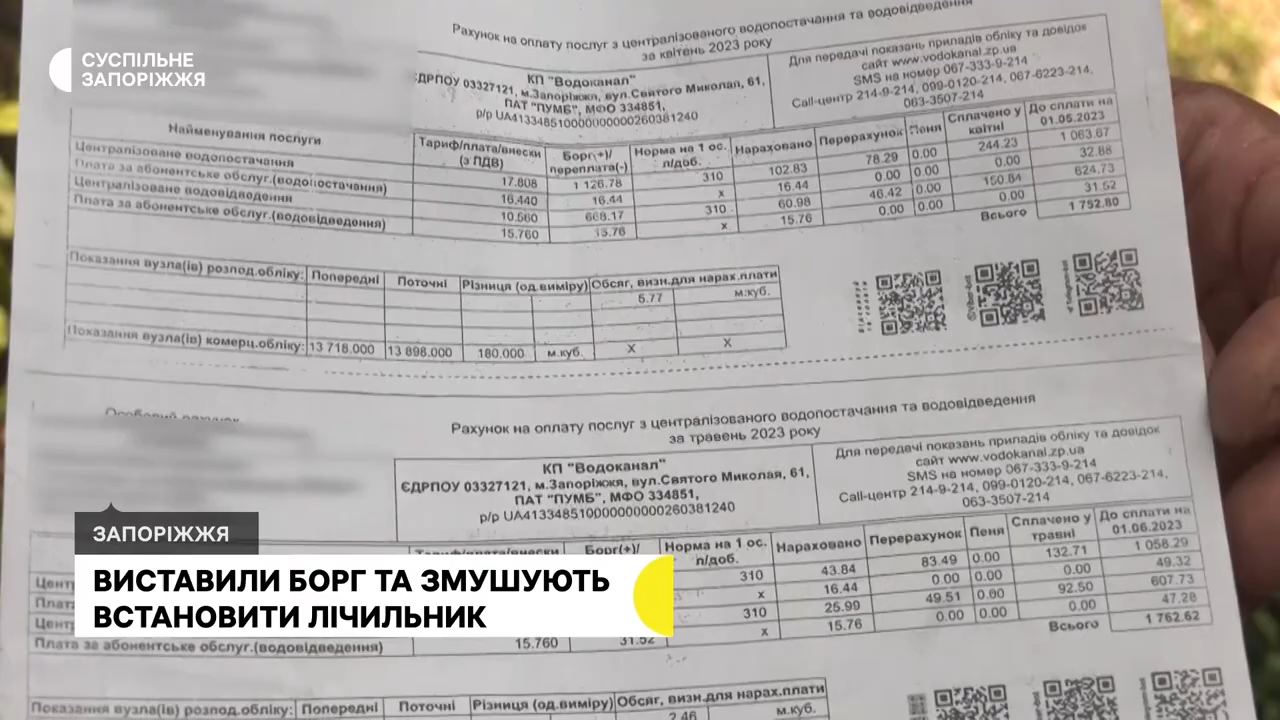 СУСПІЛЬНЕ
ЗАПОРІЖЖЯ
Рахунок на оплату послуг з централізованого водопостачання та водовідведення
за квітень 2023 року
ЄДРПОУ 03327121, КП "Водоканал"
м.Запоріжжя, вул.Святого Миколая, 61,
ПАТ "ПУМБ", МФО 334851,
р/р UA413348510000000000260381240
Для передачі показань приладів обліку та довідок
сайт www.vodokanal.zp.ua
SMS на номер 067-333-9-214
Call-центр 214-9-214, 099-0120-214, 067-6223-214,
063-3507-214
Найменування послуги Тариф/плата/внески (з ПДВ) Борг(+)/переплата(-) Норма на 1 ос. п/доб. Нараховано Перерахунок Пеня Сплачено у квітні До сплати на 01.05.2023
Централізоване водопостачання 17.808 1 126.78 310 102.83 78.29 0.00 244.23 1 063.67
Плата за абонентське обслуг.(водопостачання) 16.440 16.44 x 16.44 0.00 0.00 0.00 32.88
Централізоване водовідведення 10.560 668.17 310 60.98 46.42 0.00 150.84 624.73
Плата за абонентське обслуг.(водовідведення) 15.760 15.76 x 15.76 0.00 0.00 0.00 31.52
Всього 1 752.80
Показання вузла(ів) розпод.обліку: Попередні Поточні Різниця (од.виміру) Обсяг, визн.для нарах.плати
5.77 м.куб.
Показання вузла(ів) комерц.обліку: 13 718.000 13 898.000 180.000 м.куб. X X
Особовий рахунок
Рахунок на оплату послуг з централізованого водопостачання та водовідведення
за травень 2023 року
КП "Водоканал"
ЄДРПОУ 03327121, м.Запоріжжя, вул.Святого Миколая, 61,
ПАТ "ПУМБ", МФО 334851,
р/р UA413348510000000000260381240
Для передачі показань приладів обліку та довідок
сайт www.vodokanal.zp.ua
SMS на номер 067-333-9-214
Call-центр 214-9-214, 099-0120-214, 067-6223-214,
063-3507-214
Тариф/плата/внески Борг(+)/ Норма на 1 ос. п/доб. Нараховано Перерахунок Пеня Сплачено у травні До сплати на 01.06.2023
310 43.84 83.49 0.00 132.71 1 058.29
x 16.44 0.00 0.00 0.00 49.32
310 25.99 49.51 0.00 92.50 607.73
Плата за абонентське обслуг.(водовідведення) 15.760 31.52 x 15.76 0.00 0.00 0.00 47.28
Всього 1 762.62
Показання вузла(ів) розпод.обліку: Попередні Поточні Різниця (од.виміру) Обсяг, визн.для нарах.плати
2.46 м.куб.
ЗАПОРІЖЖЯ
ВИСТАВИЛИ БОРГ ТА ЗМУШУЮТЬ
ВСТАНОВИТИ ЛІЧИЛЬНИК